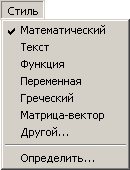 Стиль
Математический
Текст
Функция
Переменная
Греческий
Матрица-вектор
Другой...
Определить...